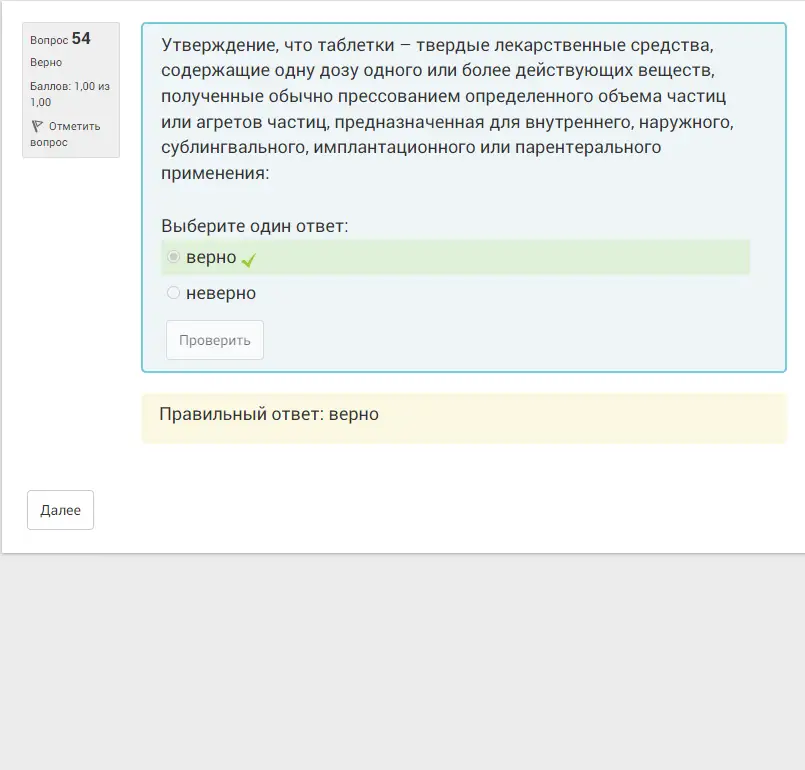 Вопрос 54
Верно
Баллов: 1,00 из
1,00
Отметить
вопрос
Утверждение, что таблетки – твердые лекарственные средства,
содержащие одну дозу одного или более действующих веществ,
полученные обычно прессованием определенного объема частиц
или агретов частиц, предназначенная для внутреннего, наружного,
сублингвального, имплантационного или парентерального
применения:
Выберите один ответ:
верно
неверно
Проверить
Правильный ответ: верно
Далее